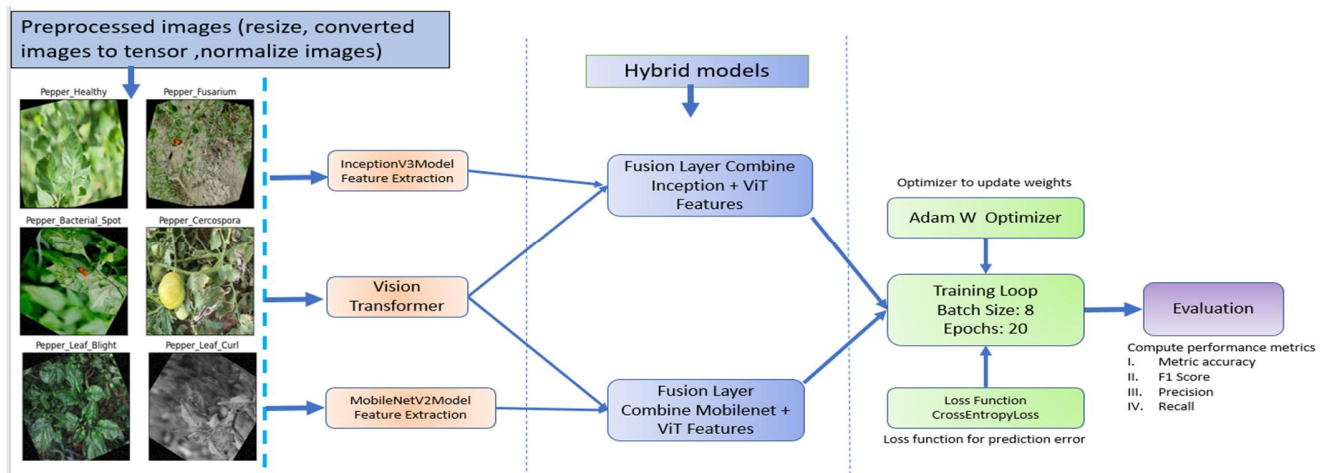 Preprocessed images (resize, converted
images to tensor ,normalize images)
Pepper_Healthy
Pepper_Fusarium
Pepper_Bacterial_Spot
Pepper_Cercospora
Pepper_Leaf_Blight
Pepper_Leaf_Curl
InceptionV3Model
Feature Extraction
Vision
Transformer
MobileNetV2Model
Feature Extraction
Hybrid models
Fusion Layer Combine
Inception + ViT
Features
Fusion Layer
Combine Mobilenet +
ViT Features
Optimizer to update weights
Adam W Optimizer
Training Loop
Batch Size: 8
Epochs: 20
Loss Function
CrossEntropyLoss
Loss function for prediction error
Evaluation
Compute performance metrics
I. Metric accuracy
II. F1 Score
III. Precision
IV. Recall